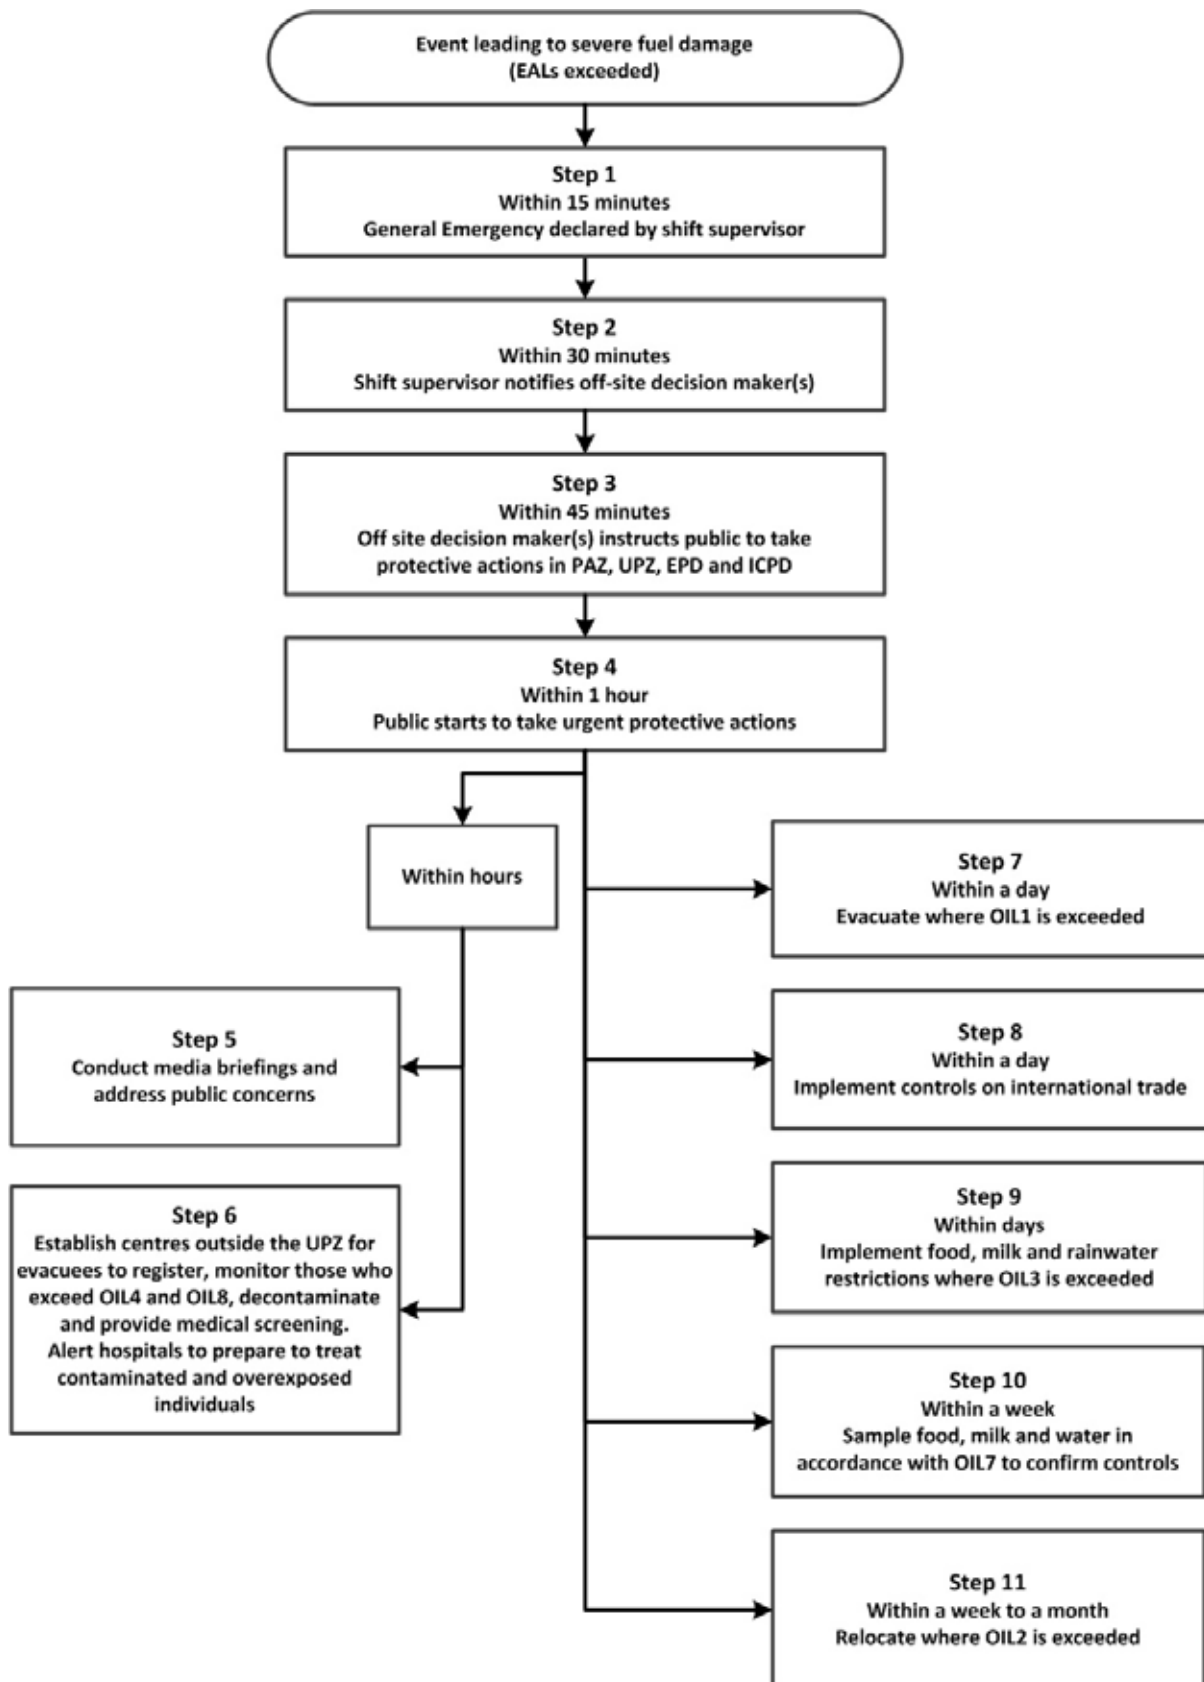 Event leading to severe fuel damage
(EALs exceeded)
Step 1
Within 15 minutes
General Emergency declared by shift supervisor
Step 2
Within 30 minutes
Shift supervisor notifies off-site decision maker(s)
Step 3
Within 45 minutes
Off site decision maker(s) instructs public to take
protective actions in PAZ, UPZ, EPD and ICPD
Step 4
Within 1 hour
Public starts to take urgent protective actions
Within hours
Step 5
Conduct media briefings and
address public concerns
Step 6
Establish centres outside the UPZ for
evacuees to register, monitor those who
exceed OIL4 and OIL8, decontaminate
and provide medical screening.
Alert hospitals to prepare to treat
contaminated and overexposed
individuals
Step 7
Within a day
Evacuate where OIL1 is exceeded
Step 8
Within a day
Implement controls on international trade
Step 9
Within days
Implement food, milk and rainwater
restrictions where OIL3 is exceeded
Step 10
Within a week
Sample food, milk and water in
accordance with OIL7 to confirm controls
Step 11
Within a week to a month
Relocate where OIL2 is exceeded